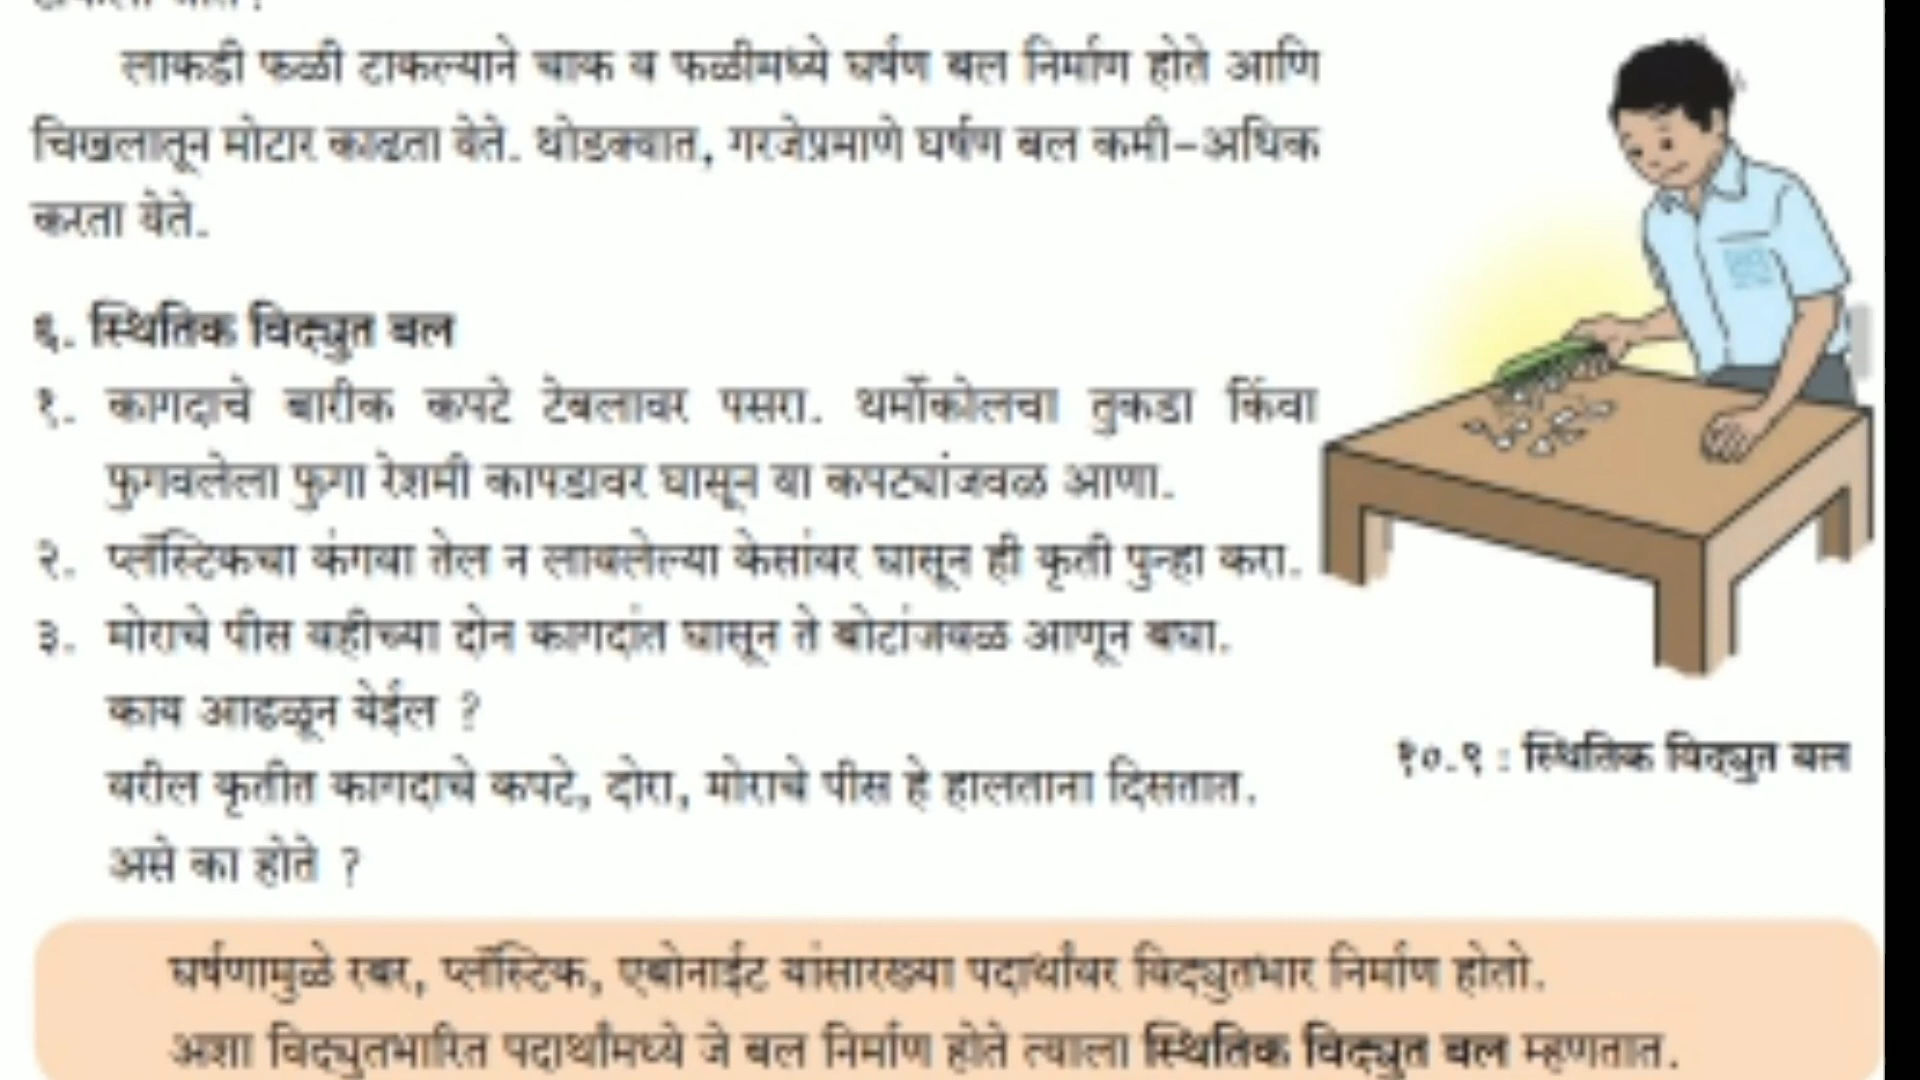 लाकडी फळी टाकल्याने चाक व फळीमध्ये घर्षण बल निर्माण होते आणि
चिखलातून मोटार काढता येते. थोडक्यात, गरजेप्रमाणे घर्षण बल कमी-अधिक
करता येते.
६. स्थितिक विद्युत बल
१. कागदाचे बारीक कपटे टेबलावर पसरा. थर्मोकोलचा तुकडा किंवा
फुगवलेला फुगा रेशमी कापडावर घासून या कपट्यांजवळ आणा.
२. प्लॅस्टिकचा कंगवा तेल न लावलेल्या केसांवर घासून ही कृती पुन्हा करा.
३. मोराचे पीस वहीच्या दोन कागदांत घासून ते बोटांजवळ आणून बघा.
काय आढळून येईल ?
वरील कृतीत कागदाचे कपटे, दोरा, मोराचे पीस हे हालताना दिसतात.
असे का होते ?
१०.९ : स्थितिक विद्युत बल
घर्षणामुळे रबर, प्लॅस्टिक, एबोनाईट यांसारख्या पदार्थांवर विद्युतभार निर्माण होतो.
अशा विद्युतभारित पदार्थांमध्ये जे बल निर्माण होते त्याला स्थितिक विद्युत बल म्हणतात.